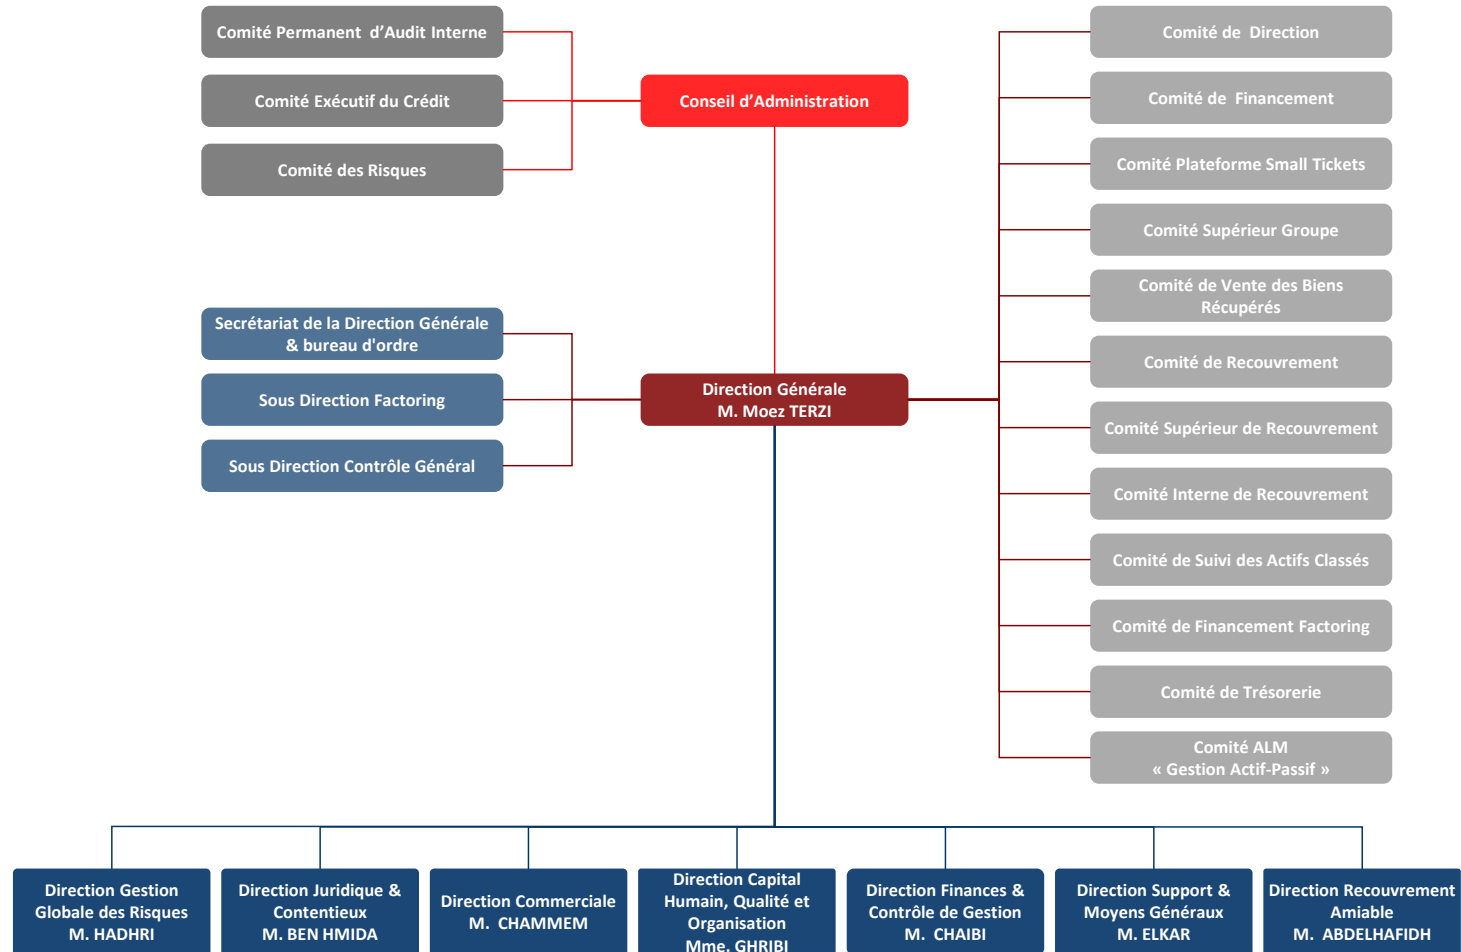 Comité Permanent d'Audit Interne
Comité Exécutif du Crédit
Comité des Risques
Conseil d'Administration
Comité de Direction
Comité de Financement
Comité Plateforme Small Tickets
Comité Supérieur Groupe
Comité de Vente des Biens
Récupérés
Comité de Recouvrement
Comité Supérieur de Recouvrement
Comité Interne de Recouvrement
Comité de Suivi des Actifs Classés
Comité de Financement Factoring
Comité de Trésorerie
Comité ALM
« Gestion Actif-Passif »
Secrétariat de la Direction Générale
& bureau d'ordre
Sous Direction Factoring
Sous Direction Contrôle Général
Direction Générale
M. Moez TERZI
Direction Gestion
Globale des Risques
M. HADHRI
Direction Juridique &
Contentieux
M. BEN HMIDA
Direction Commerciale
M. CHAMMEM
Direction Capital
Humain, Qualité et
Organisation
Mme. GHRIBI
Direction Finances &
Contrôle de Gestion
M. CHAIBI
Direction Support &
Moyens Généraux
M. ELKAR
Direction Recouvrement
Amiable
M. ABDELHAFIDH